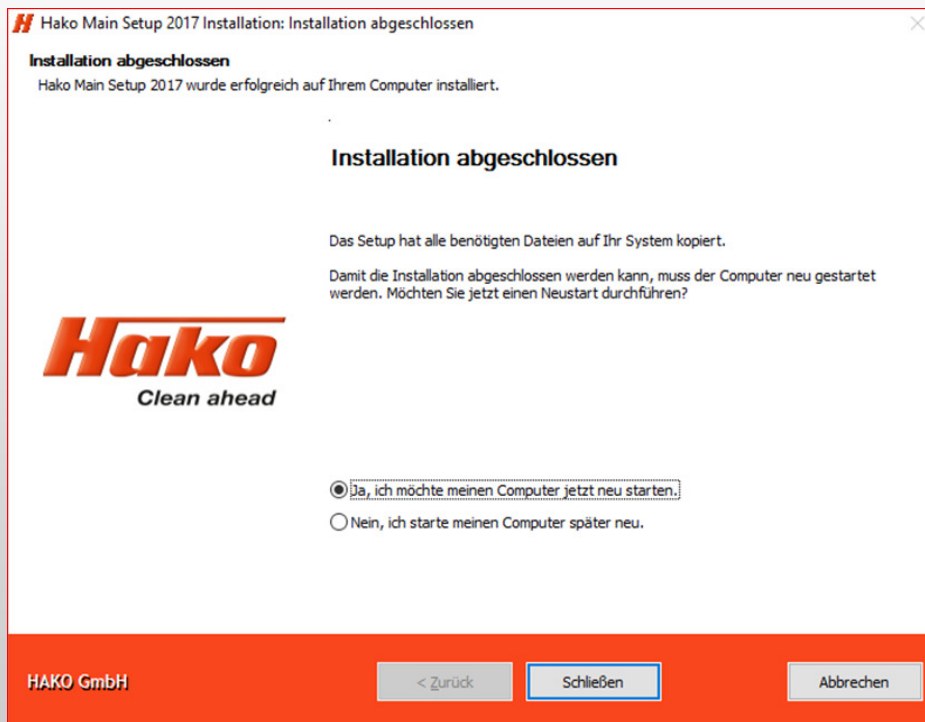 Hako Main Setup 2017 Installation: Installation abgeschlossen
Installation abgeschlossen
Hako Main Setup 2017 wurde erfolgreich auf Ihrem Computer installiert.
.
Installation abgeschlossen
Das Setup hat alle benötigten Dateien auf Ihr System kopiert.
Damit die Installation abgeschlossen werden kann, muss der Computer neu gestartet
werden. Möchten Sie jetzt einen Neustart durchführen?
Hako
Clean ahead
Ja, ich möchte meinen Computer jetzt neu starten.
Nein, ich starte meinen Computer später neu.
HAKO GmbH
< Zurück
Schließen
Abbrechen